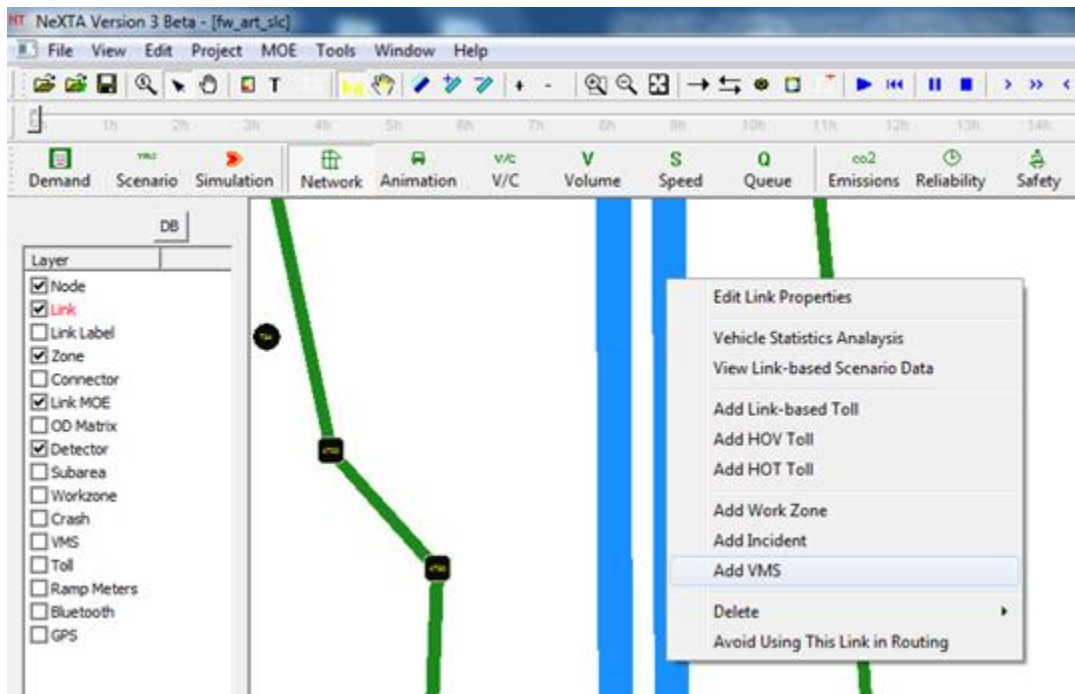 NeXTA Version 3 Beta - [fw_art_slc]
File View Edit Project MOE Tools Window Help
T + -
1h 2h 3h 4h 5h 6h 7h 8h 9h 10h 11h 12h 13h 14h
V/C V S Q co2
Demand Scenario Simulation Network Animation V/C Volume Speed Queue Emissions Reliability Safety
DB
Layer
Node
Link
Link Label
Zone
Connector
Link MOE
OD Matrix
Detector
Subarea
Workzone
Crash
VMS
Toll
Ramp Meters
Bluetooth
GPS
Edit Link Properties
Vehicle Statistics Analaysis
View Link-based Scenario Data
Add Link-based Toll
Add HOV Toll
Add HOT Toll
Add Work Zone
Add Incident
Add VMS
Delete
Avoid Using This Link in Routing